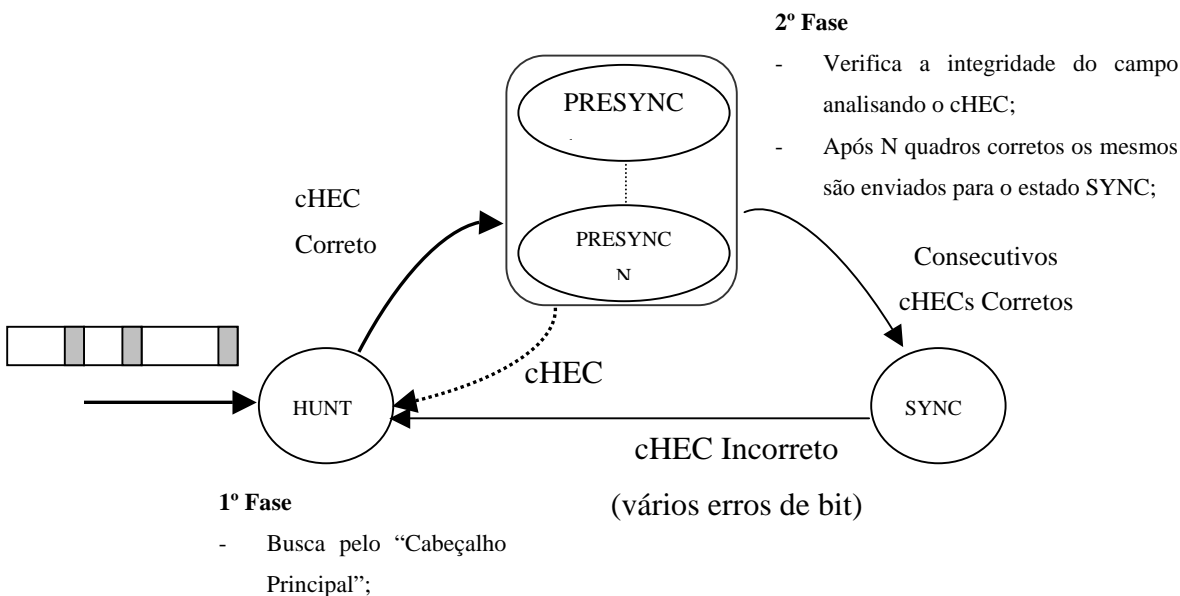 2º Fase
- Verifica a integridade do campo
analisando o cHEC;
- Após N quadros corretos os mesmos
são enviados para o estado SYNC;
PRESYNC
cHEC
Correto
PRESYNC
N
Consecutivos
cHECs Corretos
cHEC
HUNT
SYNC
cHEC Incorreto
(vários erros de bit)
1º Fase
- Busca pelo “Cabeçalho
Principal”;